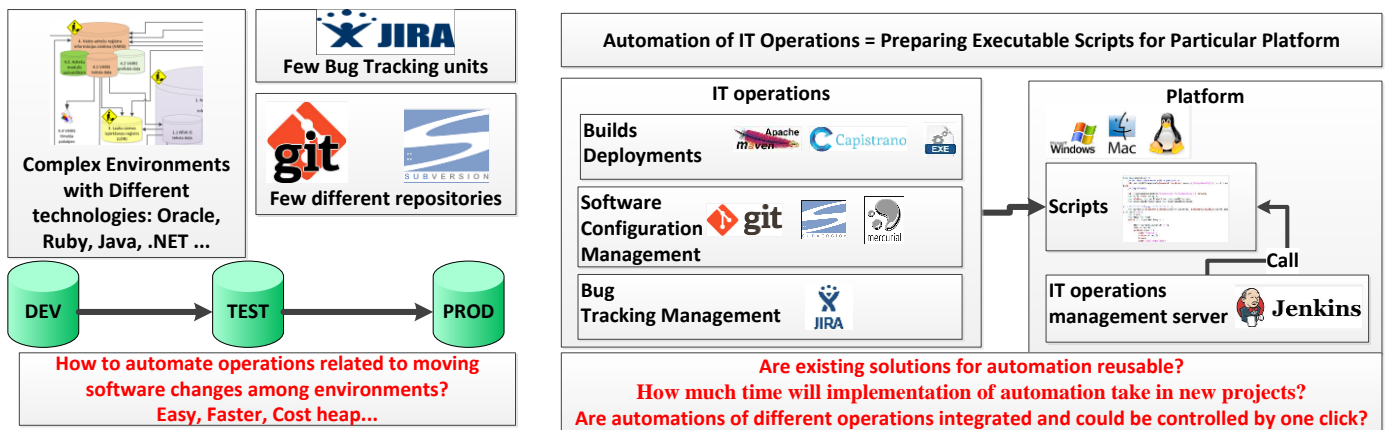 JIRA
Few Bug Tracking units
git
SUBVERSION
Few different repositories
Complex Environments
with Different
technologies: Oracle,
Ruby, Java, .NET ...
DEV
TEST
PROD
How to automate operations related to moving
software changes among environments?
Easy, Faster, Cost heap...
Automation of IT Operations = Preparing Executable Scripts for Particular Platform
IT operations
Builds
Deployments
Apache
maven
Capistrano
EXE
Software
Configuration
Management
git
mercurial
Bug
Tracking Management
JIRA
Platform
Windows
Mac
Scripts
Call
IT operations
management server
Jenkins
Are existing solutions for automation reusable?
How much time will implementation of automation take in new projects?
Are automations of different operations integrated and could be controlled by one click?